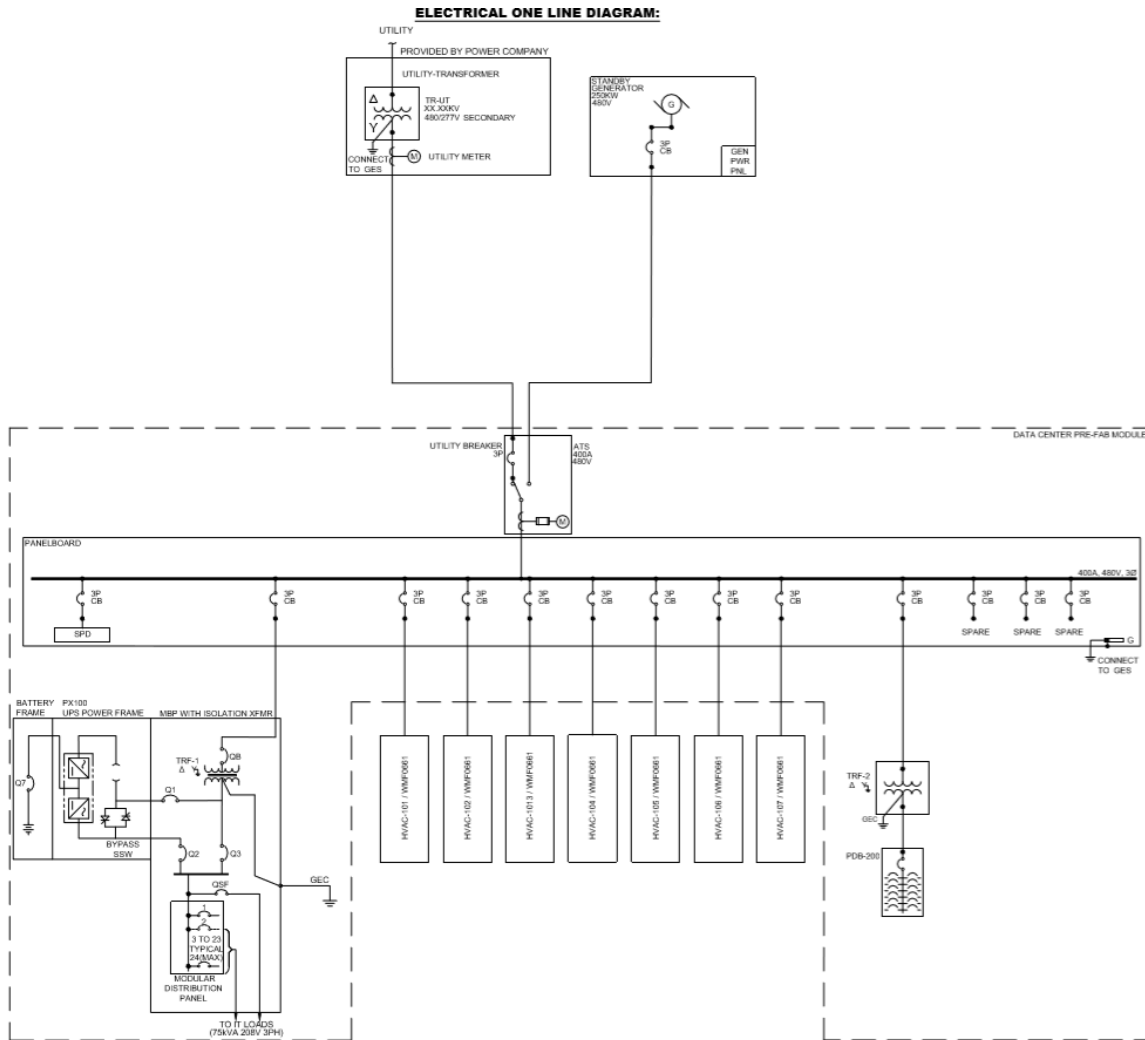 ELECTRICAL ONE LINE DIAGRAM:
UTILITY
PROVIDED BY POWER COMPANY
UTILITY-TRANSFORMER
Δ
Y
TR-UT
XX.XXKV
480/277V SECONDARY
CONNECT
TO GES
M
UTILITY METER
STANDBY
GENERATOR
250KW
480V
G
3P
CB
GEN
PWR
PNL
DATA CENTER PRE-FAB MODULE
UTILITY BREAKER
3P
ATS
400A
480V
M
PANELBOARD
400A, 480V, 3Ø
3P
CB
3P
CB
3P
CB
3P
CB
3P
CB
3P
CB
3P
CB
3P
CB
3P
CB
3P
CB
3P
CB
3P
CB
3P
CB
SPD
SPARE
SPARE
SPARE
G
CONNECT
TO GES
BATTERY
FRAME
PX100
UPS POWER FRAME
MBP WITH ISOLATION XFMR
Q7
TRF-1
Δ Y
QB
Q1
BYPASS
SSW
Q2
Q3
QSF
GEC
1
2
3 TO 23
TYPICAL
24(MAX)
MODULAR
DISTRIBUTION
PANEL
TO IT LOADS
(75kVA 208V 3PH)
HVAC-101 / WMF0661
HVAC-102 / WMF0661
HVAC-1013 / WMF0661
HVAC-104 / WMF0661
HVAC-105 / WMF0661
HVAC-106 / WMF0661
HVAC-107 / WMF0661
TRF-2
Δ Y
GEC
PDB-200